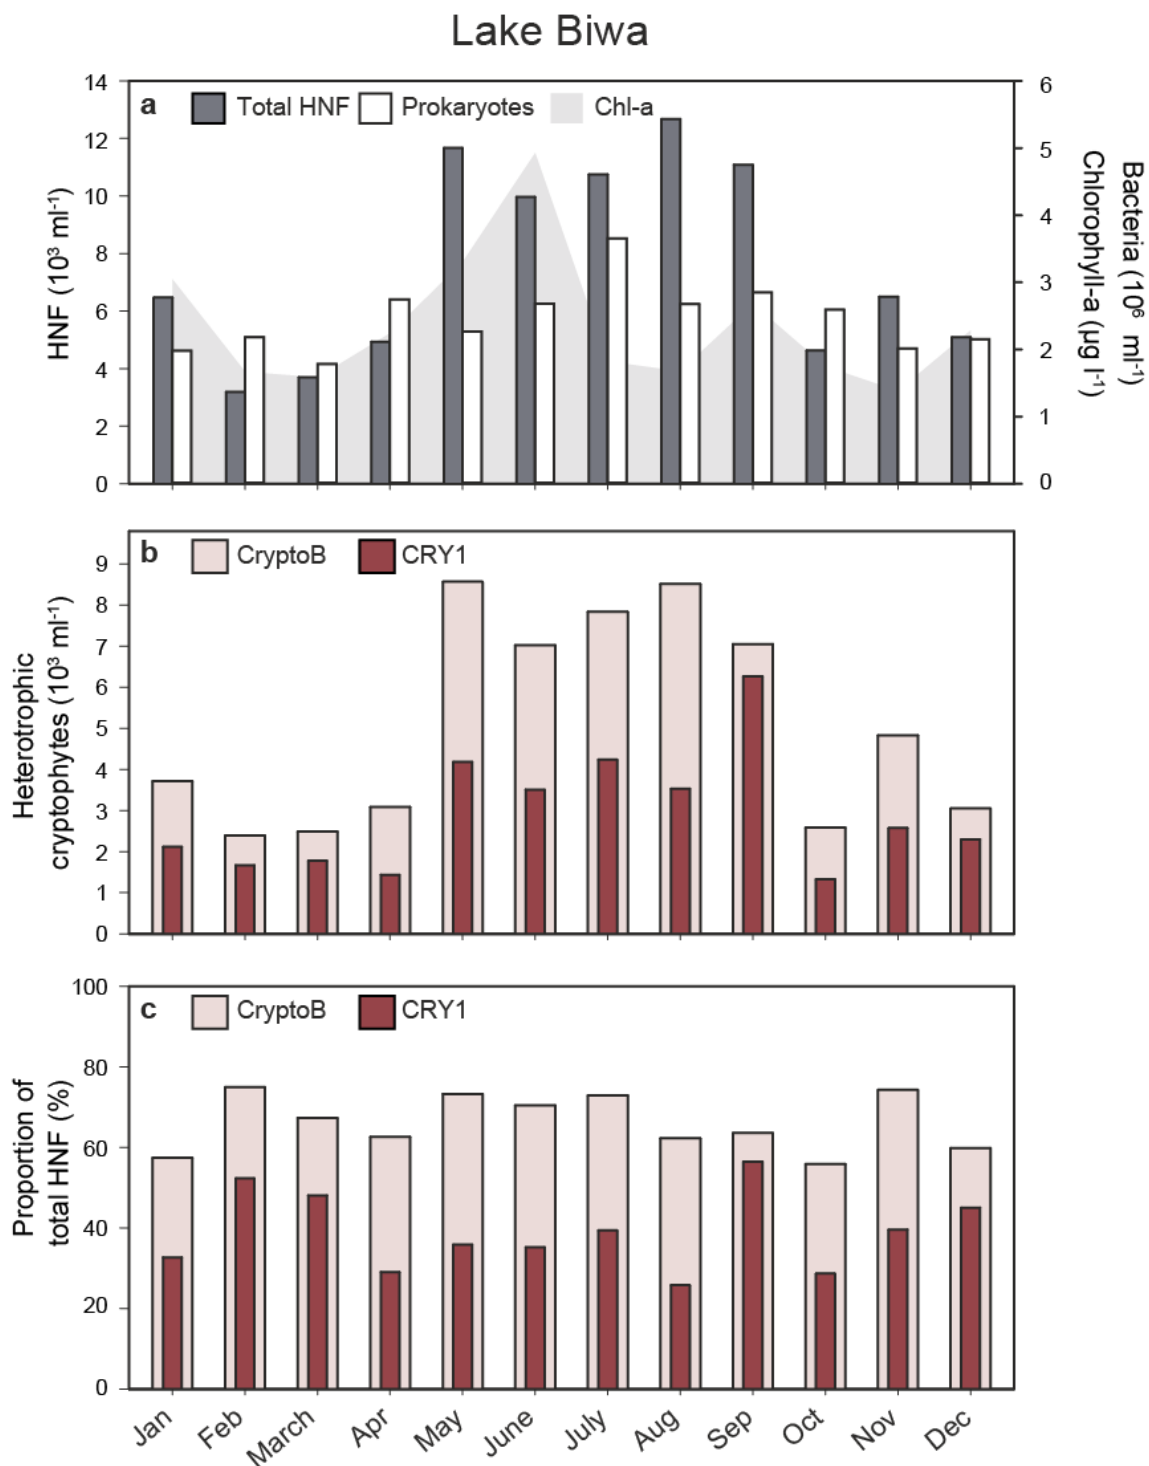 Lake Biwa
a Total HNF Prokaryotes Chl-a
HNF (10³ ml⁻¹)
14
12
10
8
6
4
2
0
6
5
4
3
2
1
0
Bacteria (10⁶ ml⁻¹)
Chlorophyll-a (µg l⁻¹)
b CryptoB CRY1
Heterotrophic
cryptophytes (10³ ml⁻¹)
9
8
7
6
5
4
3
2
1
0
c CryptoB CRY1
Proportion of
total HNF (%)
100
80
60
40
20
0
Jan Feb March Apr May June July Aug Sep Oct Nov Dec